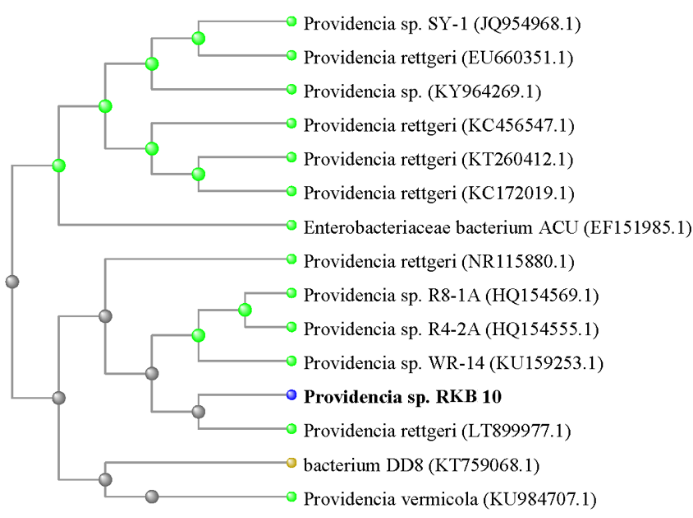 Providencia sp. SY-1 (JQ954968.1)
Providencia rettgeri (EU660351.1)
Providencia sp. (KY964269.1)
Providencia rettgeri (KC456547.1)
Providencia rettgeri (KT260412.1)
Providencia rettgeri (KC172019.1)
Enterobacteriaceae bacterium ACU (EF151985.1)
Providencia rettgeri (NR115880.1)
Providencia sp. R8-1A (HQ154569.1)
Providencia sp. R4-2A (HQ154555.1)
Providencia sp. WR-14 (KU159253.1)
Providencia sp. RKB 10
Providencia rettgeri (LT899977.1)
bacterium DD8 (KT759068.1)
Providencia vermicola (KU984707.1)